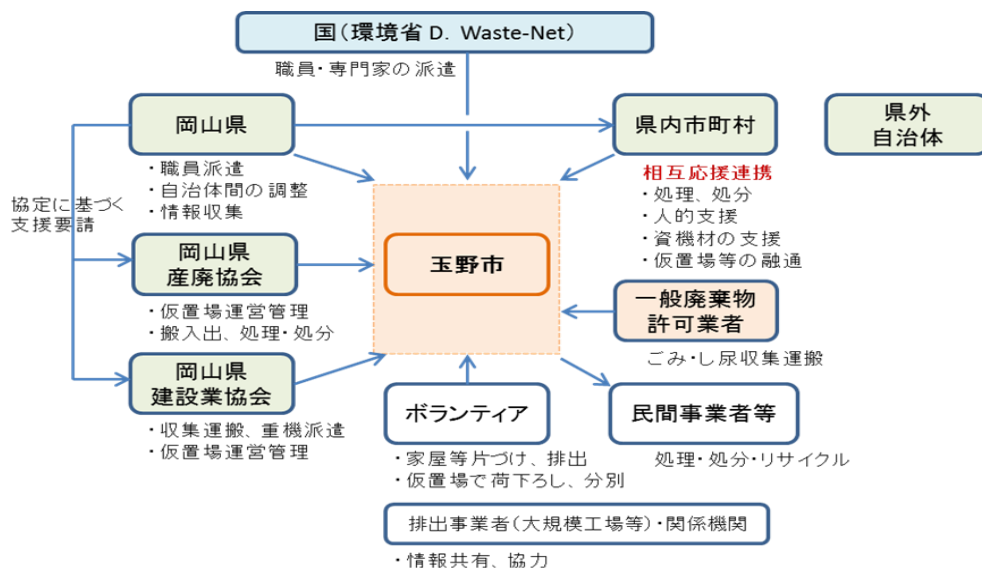 国(環境省 D. Waste-Net)
職員・専門家の派遣
岡山県
県内市町村
県外
自治体
・職員派遣
・自治体間の調整
・情報収集
相互応援連携
・処理、処分
・人的支援
・資機材の支援
・仮置場等の融通
協定に基づく
支援要請
岡山県
産廃協会
玉野市
・仮置場運営管理
・搬入出、処理・処分
一般廃棄物
許可業者
ごみ・し尿収集運搬
岡山県
建設業協会
・収集運搬、重機派遣
・仮置場運営管理
ボランティア
・家屋等片づけ、排出
・仮置場で荷下ろし、分別
民間事業者等
処理・処分・リサイクル
排出事業者(大規模工場等)・関係機関
・情報共有、協力